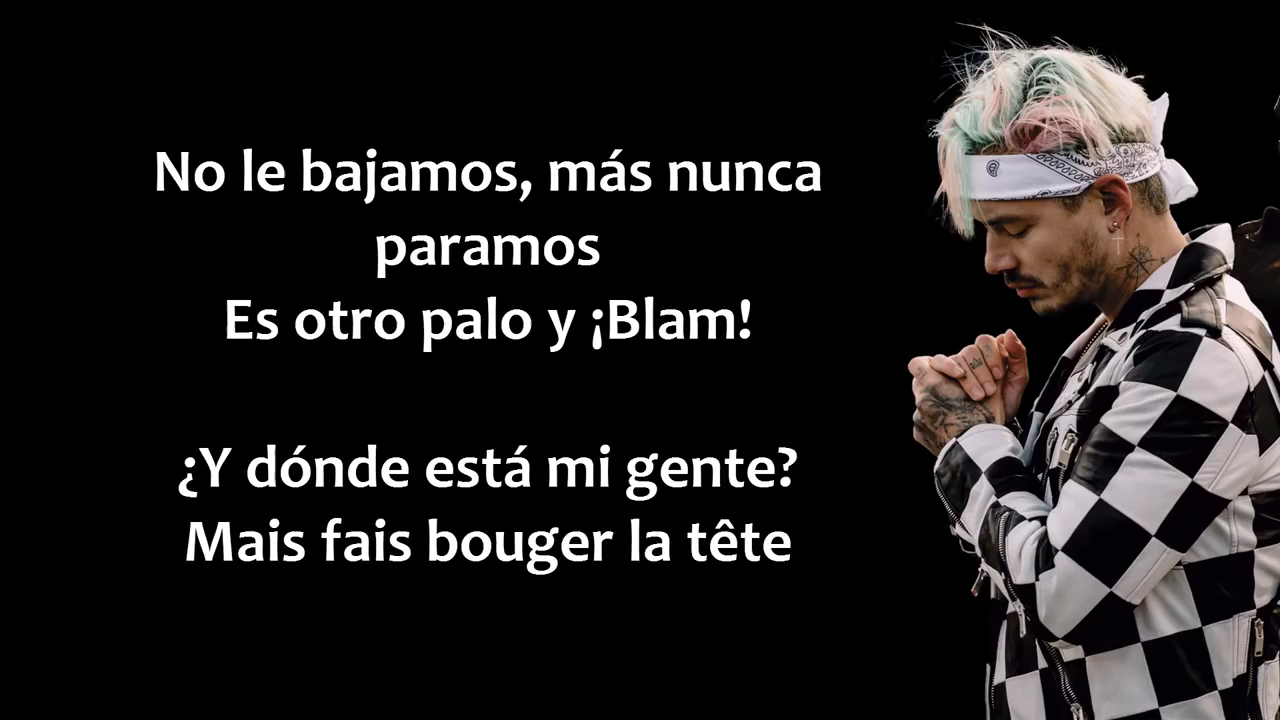 No le bajamos, más nunca
paramos
Es otro palo y ¡Blam!
¿Y dónde está mi gente?
Mais fais bouger la tête